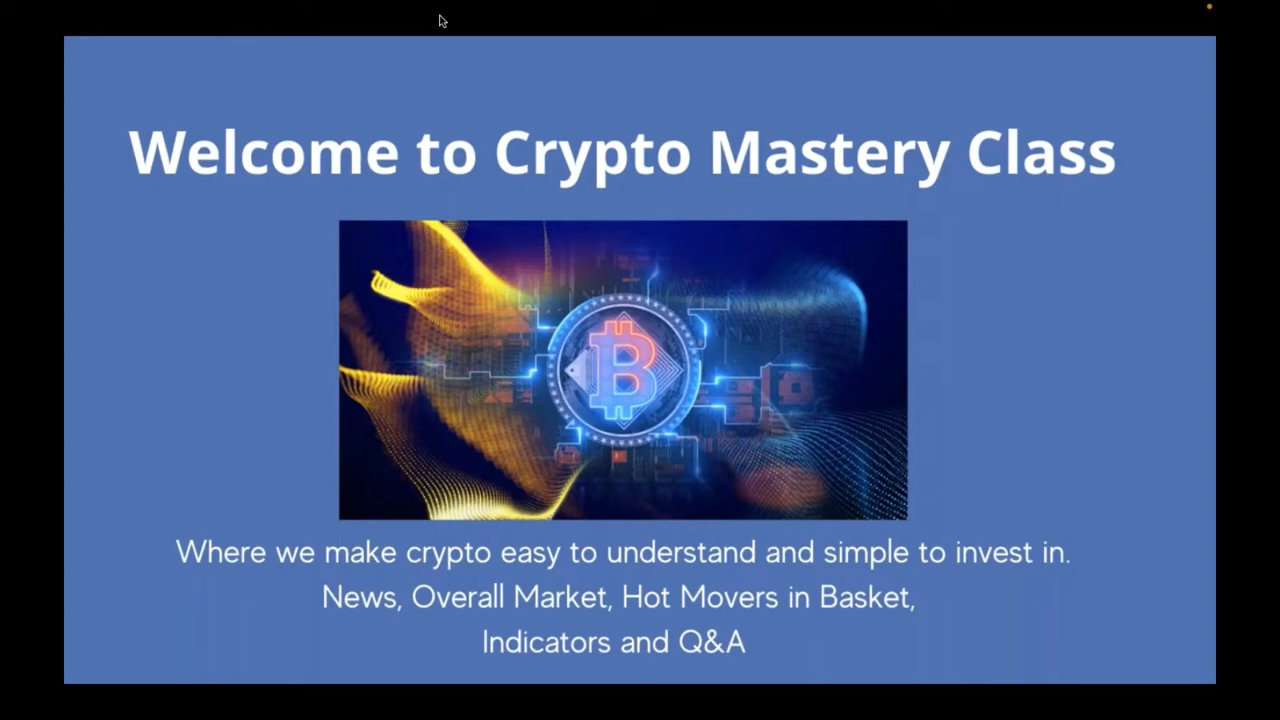 Welcome to Crypto Mastery Class
B
Where we make crypto easy to understand and simple to invest in.
News, Overall Market, Hot Movers in Basket,
Indicators and Q&A